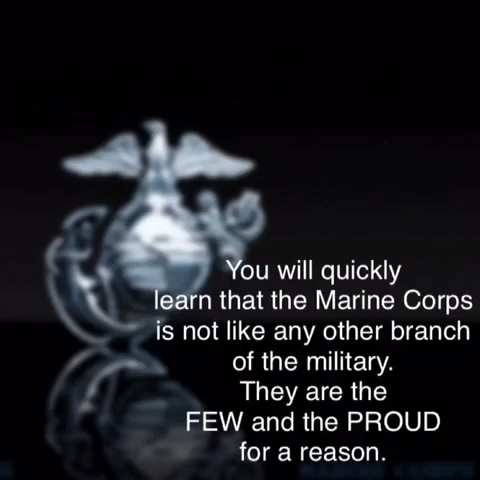 You will quickly
learn that the Marine Corps
is not like any other branch
of the military.
They are the
FEW and the PROUD
for a reason.